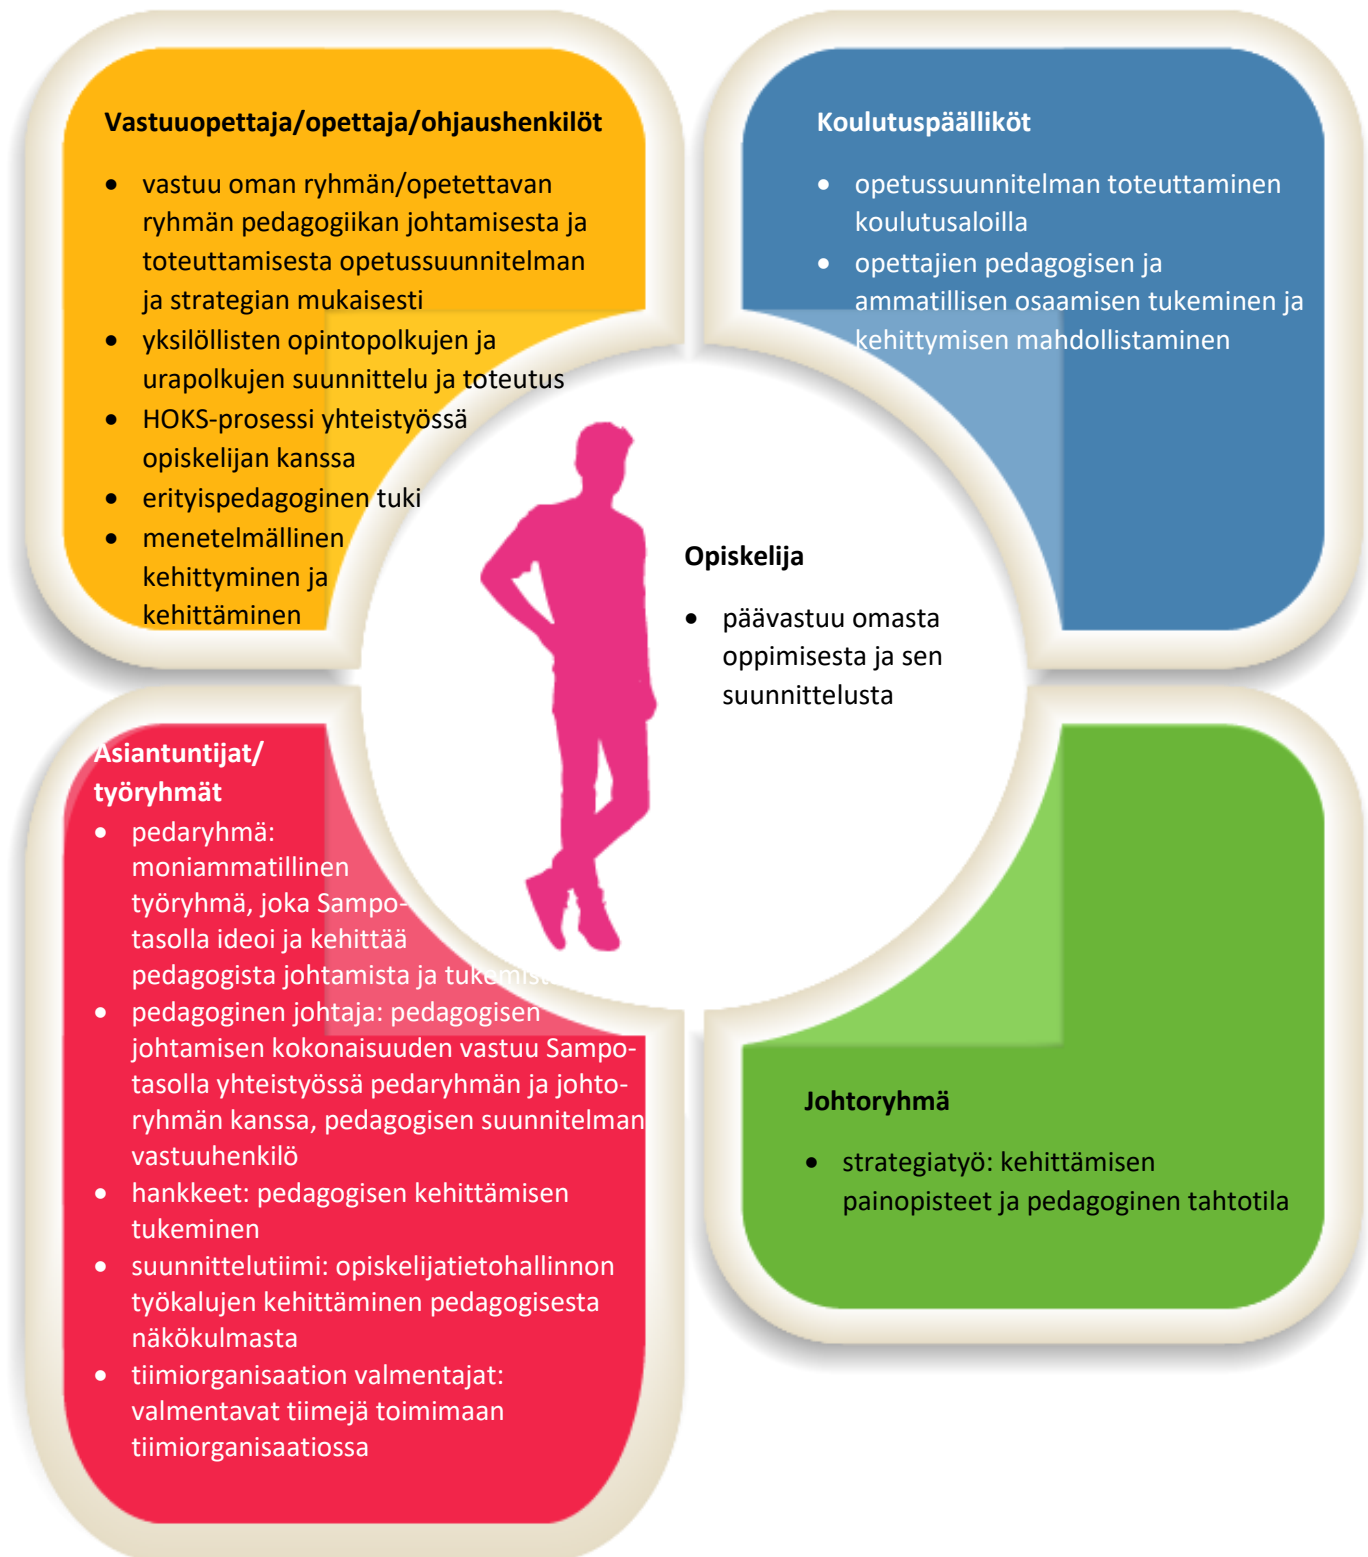 Vastuuopettaja/opettaja/ohjaushenkilöt
• vastuu oman ryhmän/opetettavan
ryhmän pedagogiikan johtamisesta ja
toteuttamisesta opetussuunnitelman
ja strategian mukaisesti
• yksilöllisten opintopolkujen ja
urapolkujen suunnittelu ja toteutus
• HOKS-prosessi yhteistyössä
opiskelijan kanssa
• erityispedagoginen tuki
• menetelmällinen
kehittyminen ja
kehittäminen
Koulutuspäälliköt
• opetussuunnitelman toteuttaminen
koulutusaloilla
• opettajien pedagogisen ja
ammatillisen osaamisen tukeminen ja
kehittymisen mahdollistaminen
Opiskelija
• päävastuu omasta
oppimisesta ja sen
suunnittelusta
Asiantuntijat/
työryhmät
• pedaryhmä:
moniammatillinen
työryhmä, joka Sampo-
tasolla ideoi ja kehittää
pedagogista johtamista ja tukemista
• pedagoginen johtaja: pedagogisen
johtamisen kokonaisuuden vastuu Sampo-
tasolla yhteistyössä pedaryhmän ja johto-
ryhmän kanssa, pedagogisen suunnitelman
vastuuhenkilö
• hankkeet: pedagogisen kehittämisen
tukeminen
• suunnittelutiimi: opiskelijatietohallinnon
työkalujen kehittäminen pedagogisesta
näkökulmasta
• tiimiorganisaation valmentajat:
valmentavat tiimejä toimimaan
tiimiorganisaatiossa
Johtoryhmä
• strategiatyö: kehittämisen
painopisteet ja pedagoginen tahtotila